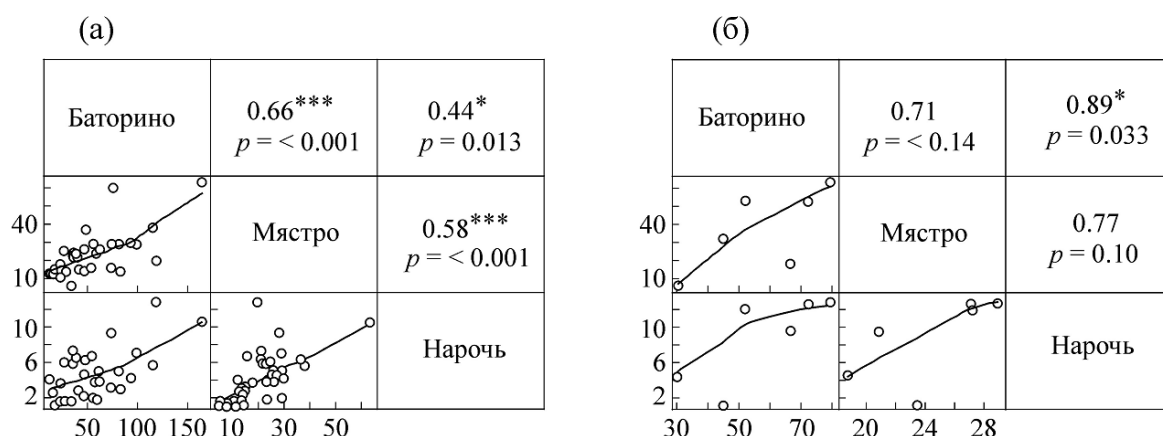 (а)
(б)
Баторино
0.66***
p = < 0.001
0.44*
p = 0.013
Мястро
0.58***
p = < 0.001
Нарочь
40
10
10
6
2
50 100 150
10 30 50
Баторино
0.71
p = < 0.14
0.89*
p = 0.033
Мястро
0.77
p = 0.10
Нарочь
40
10
10
6
2
30 50 70
20 24 28